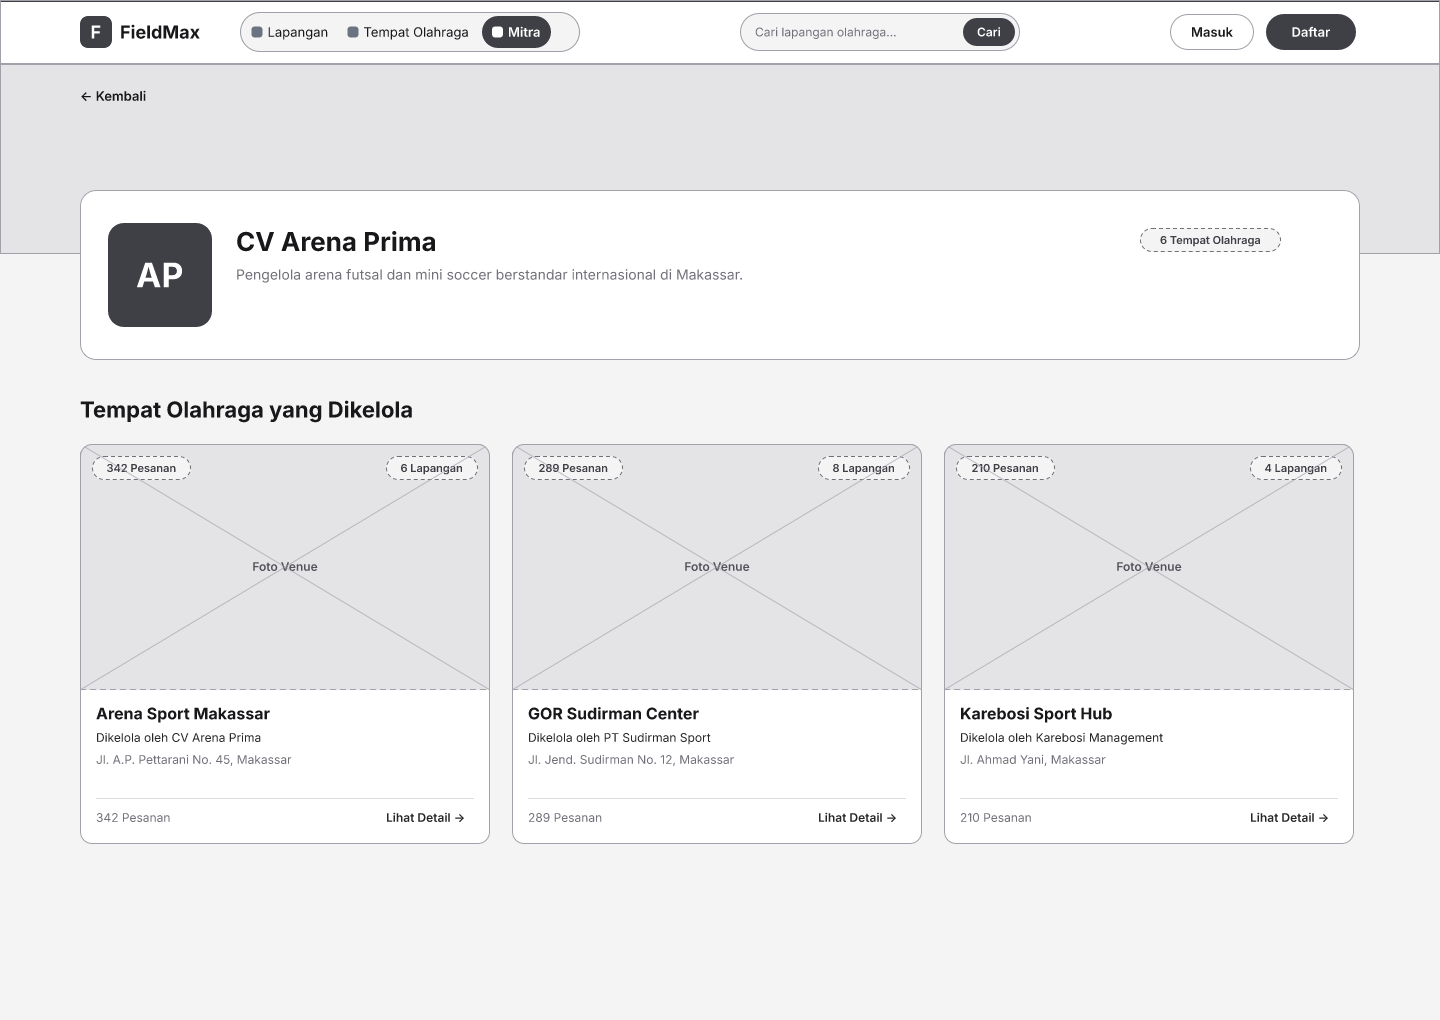 F FieldMax
Lapangan Tempat Olahraga Mitra
Cari lapangan olahraga... Cari
Masuk Daftar
← Kembali
AP
CV Arena Prima
Pengelola arena futsal dan mini soccer berstandar internasional di Makassar.
6 Tempat Olahraga
Tempat Olahraga yang Dikelola
342 Pesanan 6 Lapangan
Foto Venue
Arena Sport Makassar
Dikelola oleh CV Arena Prima
Jl. A.P. Pettarani No. 45, Makassar
342 Pesanan Lihat Detail →
289 Pesanan 8 Lapangan
Foto Venue
GOR Sudirman Center
Dikelola oleh PT Sudirman Sport
Jl. Jend. Sudirman No. 12, Makassar
289 Pesanan Lihat Detail →
210 Pesanan 4 Lapangan
Foto Venue
Karebosi Sport Hub
Dikelola oleh Karebosi Management
Jl. Ahmad Yani, Makassar
210 Pesanan Lihat Detail →